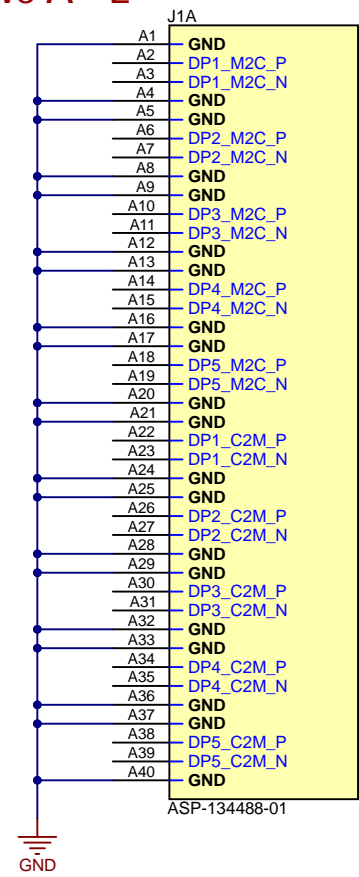 J1A
A1 GND
A2 DP1_M2C_P
A3 DP1_M2C_N
A4 GND
A5 GND
A6 DP2_M2C_P
A7 DP2_M2C_N
A8 GND
A9 GND
A10 DP3_M2C_P
A11 DP3_M2C_N
A12 GND
A13 GND
A14 DP4_M2C_P
A15 DP4_M2C_N
A16 GND
A17 GND
A18 DP5_M2C_P
A19 DP5_M2C_N
A20 GND
A21 GND
A22 DP1_C2M_P
A23 DP1_C2M_N
A24 GND
A25 GND
A26 DP2_C2M_P
A27 DP2_C2M_N
A28 GND
A29 GND
A30 DP3_C2M_P
A31 DP3_C2M_N
A32 GND
A33 GND
A34 DP4_C2M_P
A35 DP4_C2M_N
A36 GND
A37 GND
A38 DP5_C2M_P
A39 DP5_C2M_N
A40 GND
ASP-134488-01
GND